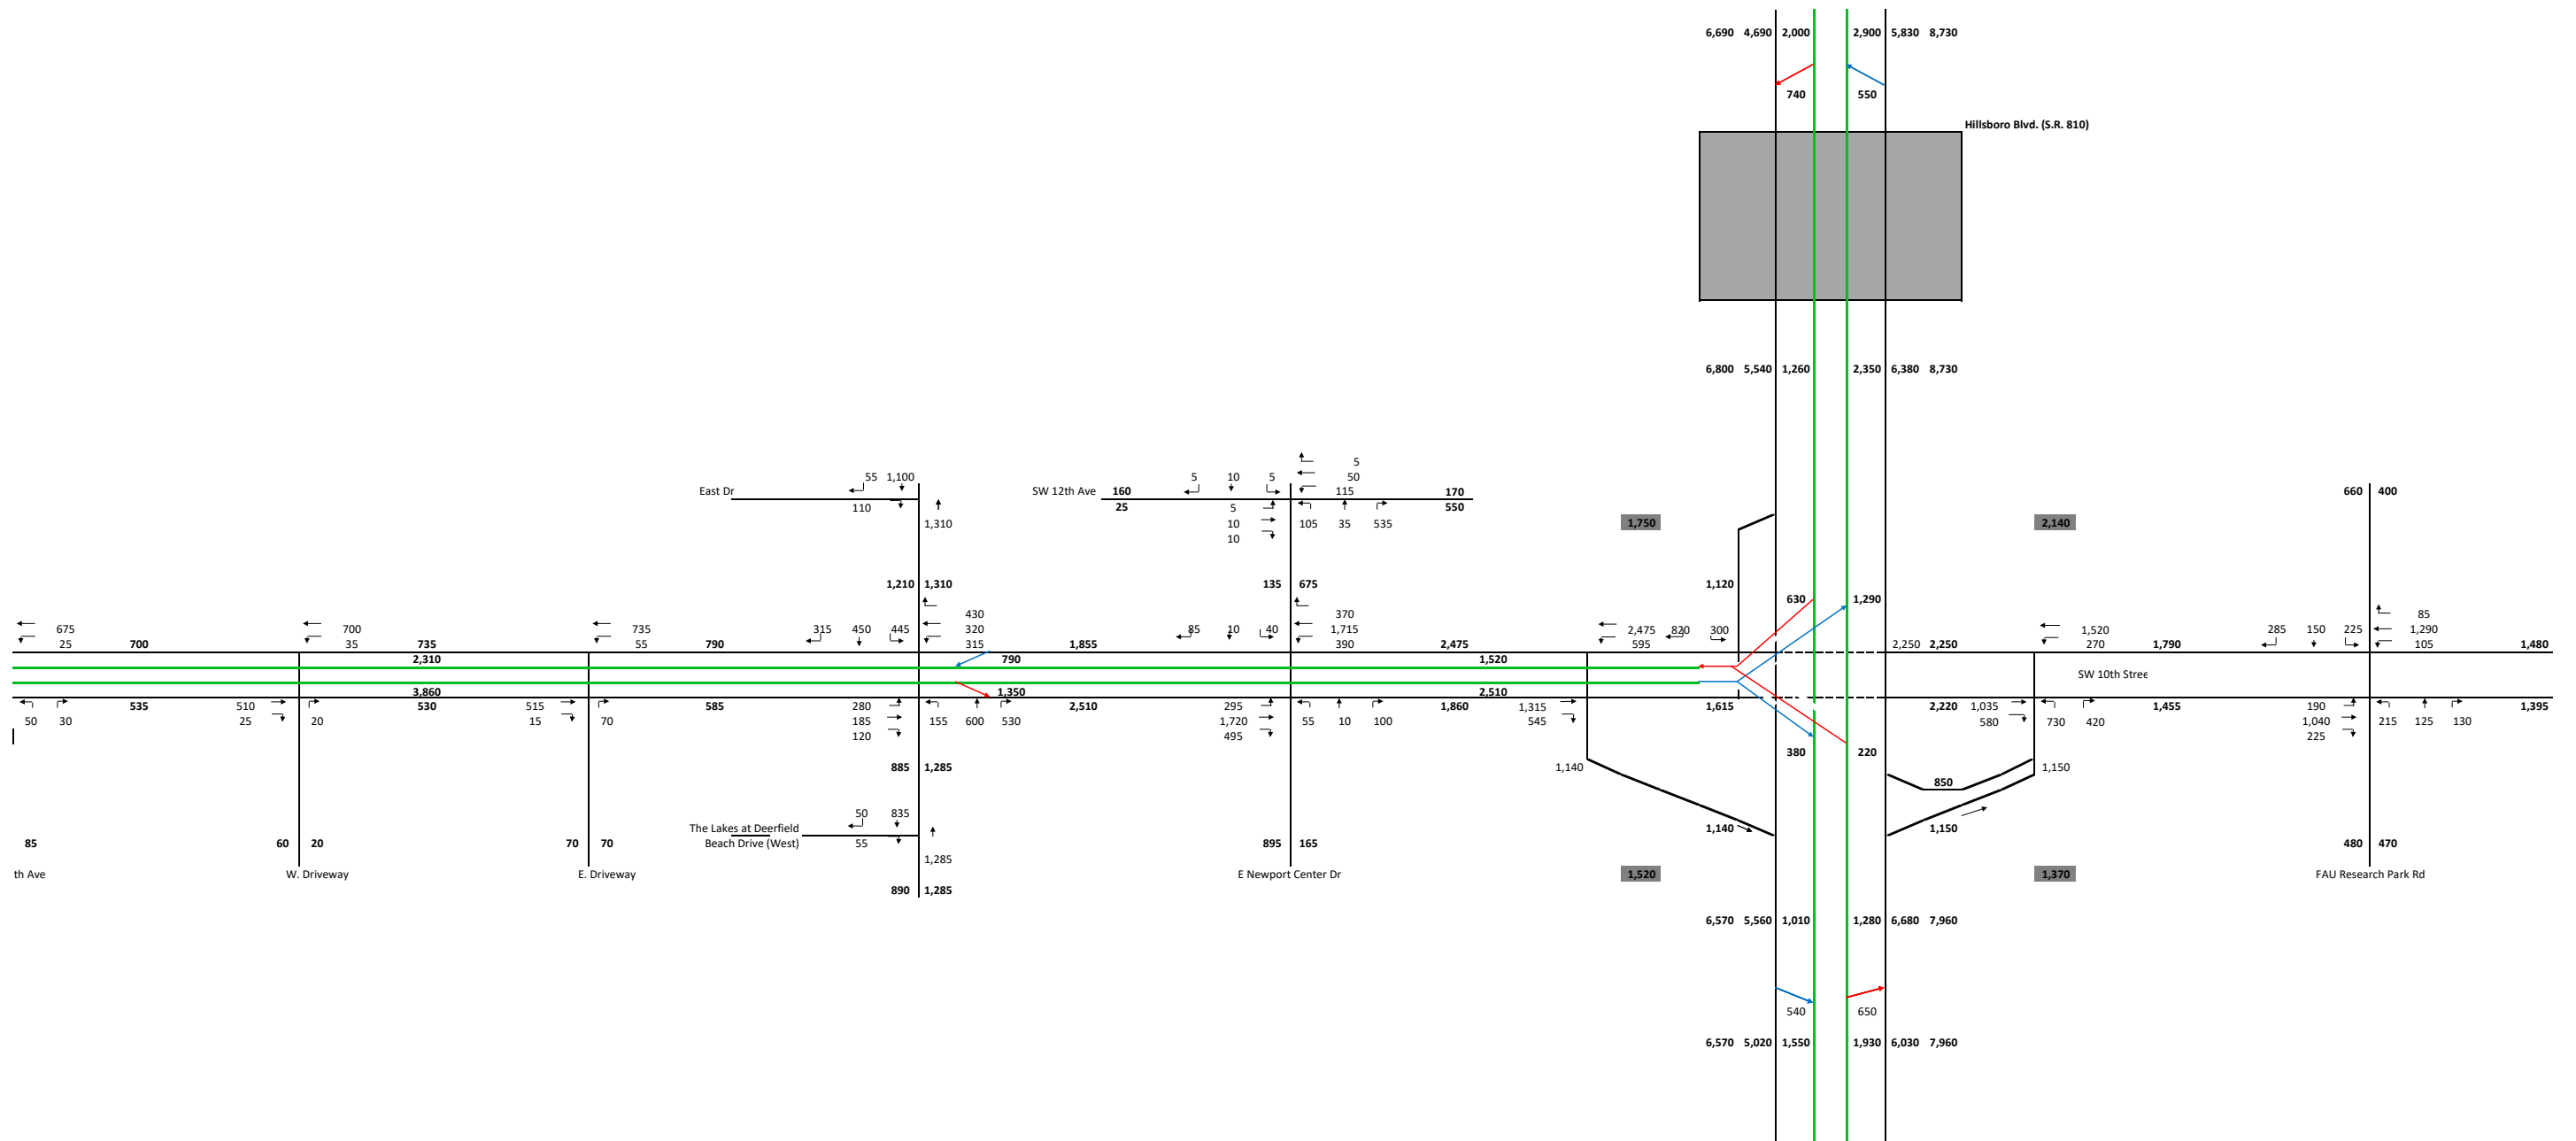 6,690 4,690 2,000 2,900 5,830 8,730
740 550
Hillsboro Blvd. (S.R. 810)
6,800 5,540 1,260 2,350 6,380 8,730
5
55 1,100 5 10 5 50
East Dr SW 12th Ave 160 115 170 660 400
110 25 5 550
1,310 10 105 35 535 1,750 2,140
10
1,210 1,310 135 675 1,120
630 1,290
430 370 85
675 700 735 315 450 445 320 85 10 40 1,715 2,475 820 300 1,520 285 150 225 1,290
25 700 35 735 55 790 315 1,855 390 2,475 595 2,250 2,250 270 1,790 105 1,480
2,310 790 1,520
SW 10th Stree
3,860 1,350 2,510
535 510 530 515 585 280 2,510 295 1,860 1,315 1,615 2,220 1,035 1,455 190 1,395
50 30 25 20 15 70 185 155 600 530 1,720 55 10 100 545 580 730 420 1,040 215 125 130
120 495 225
380 220
885 1,285 1,140 1,150
850
50 835
The Lakes at Deerfield 1,140 1,150
Beach Drive (West) 55
85 60 20 70 70 895 165 480 470
1,285
th Ave W. Driveway E. Driveway E Newport Center Dr 1,520 1,370 FAU Research Park Rd
890 1,285
6,570 5,560 1,010 1,280 6,680 7,960
540 650
6,570 5,020 1,550 1,930 6,030 7,960